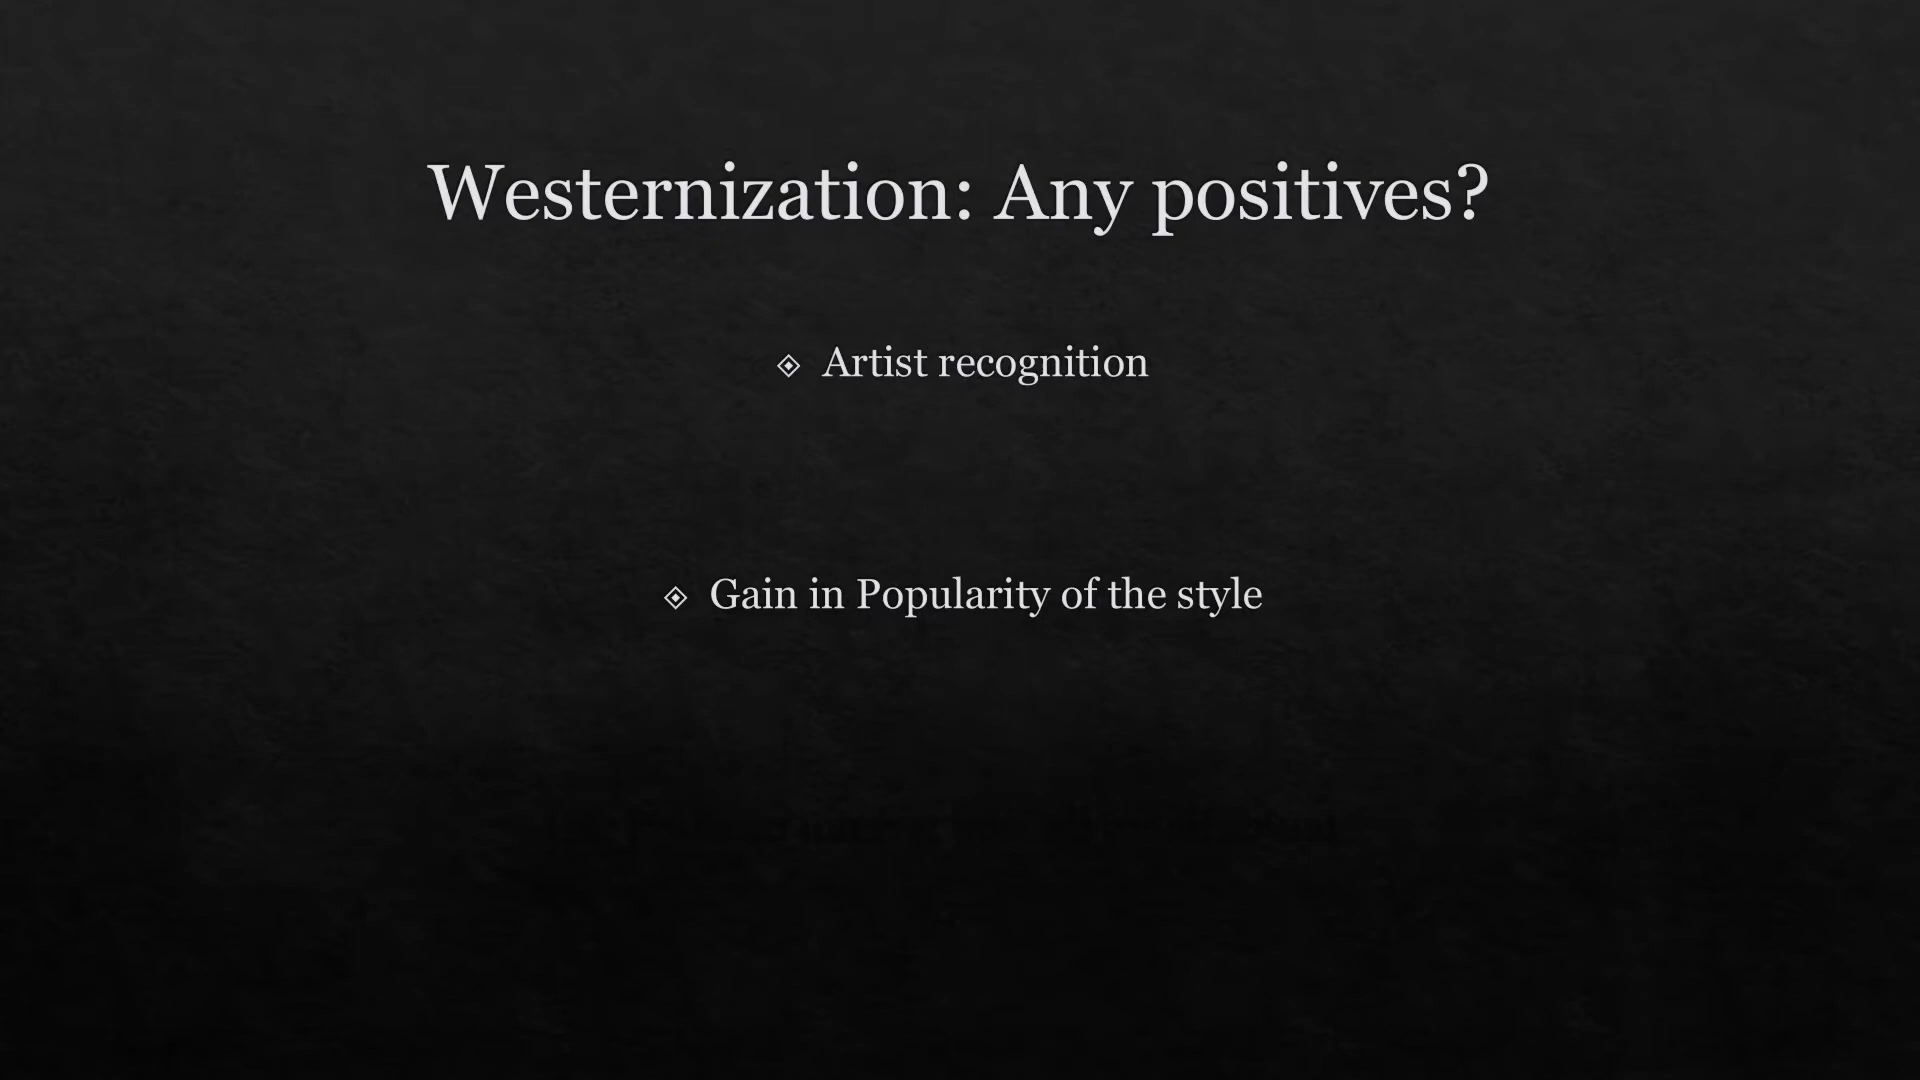 Westernization: Any positives?
Artist recognition
Gain in Popularity of the style